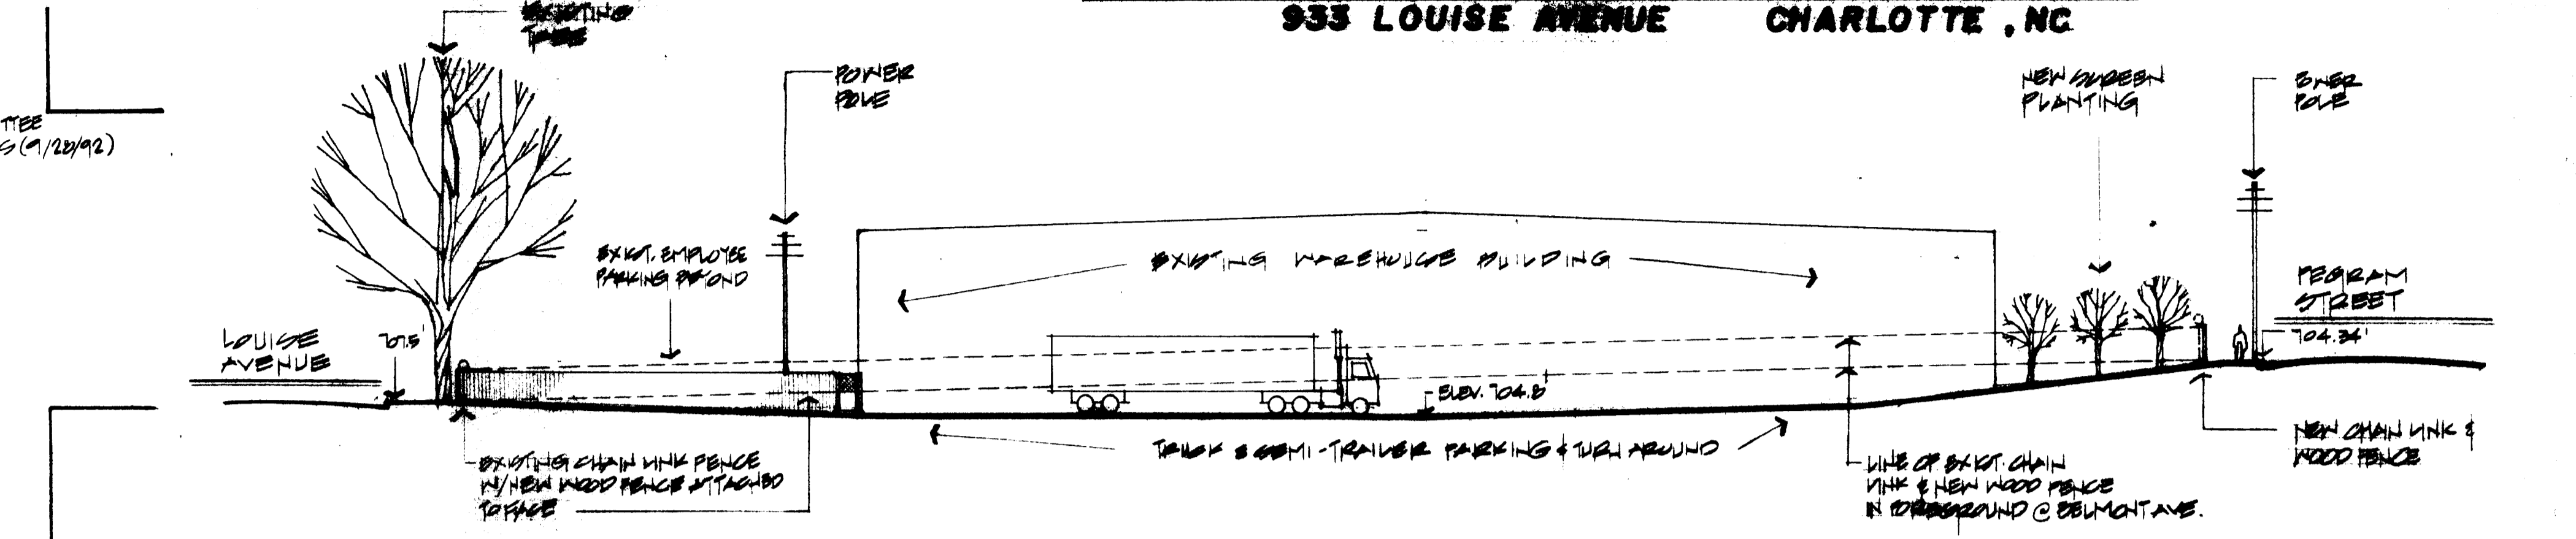 933 LOUISE AVENUE CHARLOTTE, NC
TTEE
S (9/28/92)
EXISTING
TREE
POWER
POLE
NEW SCREEN
PLANTING
POWER
POLE
EXIST. EMPLOYEE
PARKING BEYOND
EXISTING WAREHOUSE BUILDING
PEGRAM
STREET
LOUISE
AVENUE
704.34'
ELEV. 704.8'
TRUCK & SEMI-TRAILER PARKING & TURN AROUND
EXISTING CHAIN LINK FENCE
W/NEW WOOD FENCE ATTACHED
TO FACE
LINE OF EXIST. CHAIN
LINK & NEW WOOD FENCE
IN FOREGROUND @ BELMONT AVE.
NEW CHAIN LINK &
WOOD FENCE